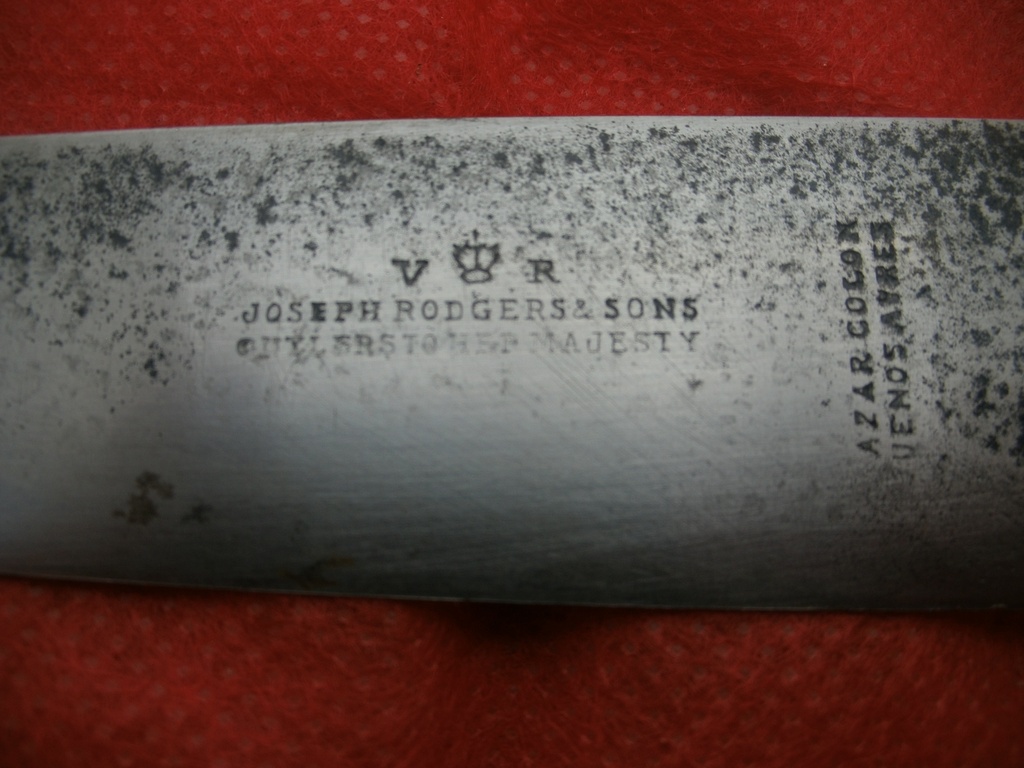 V R
JOSEPH RODGERS & SONS
CUTLERS TO HER MAJESTY
AZAR COLON
UENOS AYRES